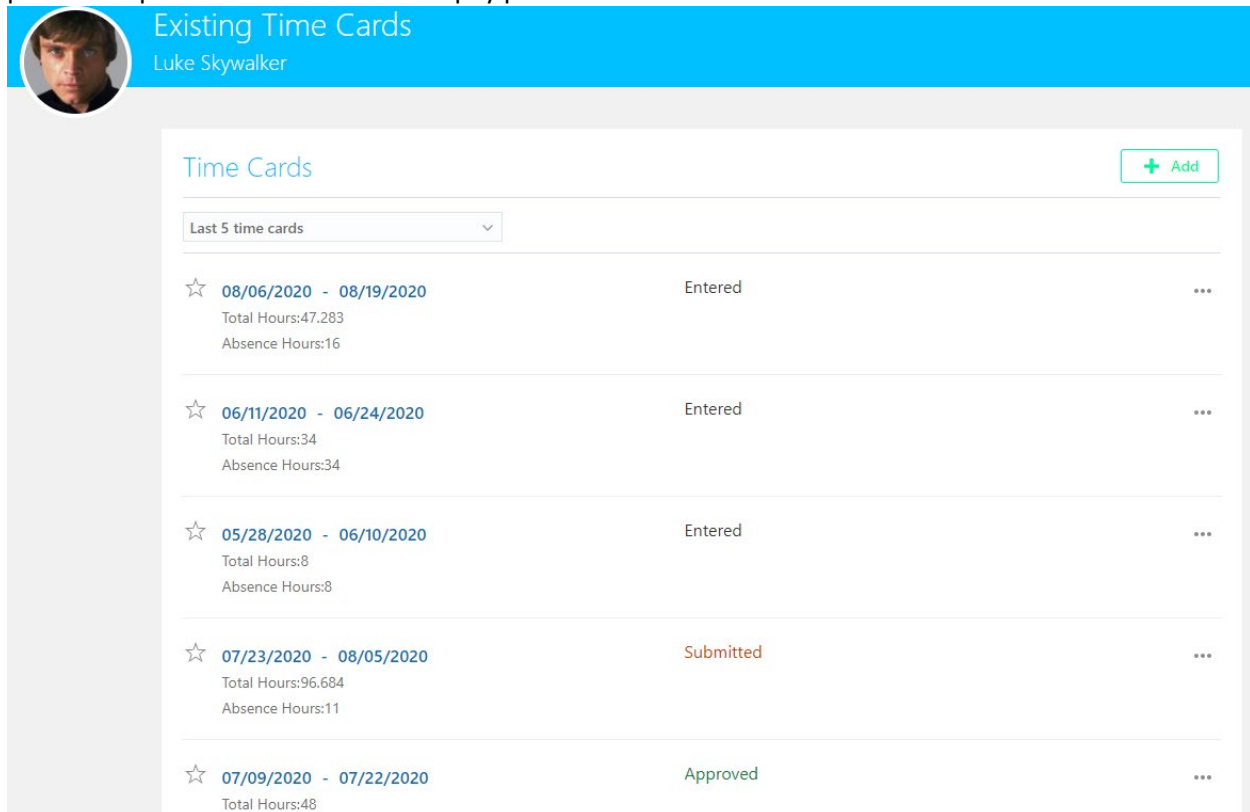 Existing Time Cards
Luke Skywalker
Time Cards
+ Add
Last 5 time cards
08/06/2020 - 08/19/2020 Entered
Total Hours:47.283
Absence Hours:16
06/11/2020 - 06/24/2020 Entered
Total Hours:34
Absence Hours:34
05/28/2020 - 06/10/2020 Entered
Total Hours:8
Absence Hours:8
07/23/2020 - 08/05/2020 Submitted
Total Hours:96.684
Absence Hours:11
07/09/2020 - 07/22/2020 Approved
Total Hours:48